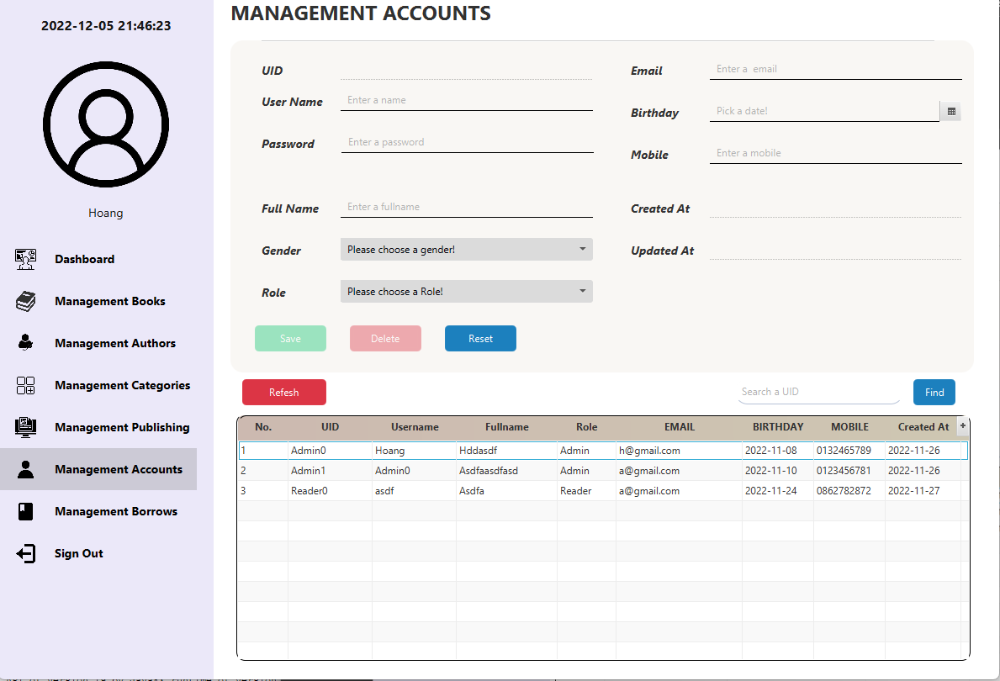 2022-12-05 21:46:23
Hoang
Dashboard
Management Books
Management Authors
Management Categories
Management Publishing
Management Accounts
Management Borrows
Sign Out
MANAGEMENT ACCOUNTS
UID
User Name Enter a name
Password Enter a password
Full Name Enter a fullname
Gender Please choose a gender!
Role Please choose a Role!
Email Enter a email
Birthday Pick a date!
Mobile Enter a mobile
Created At
Updated At
Save Delete Reset
Refesh Search a UID Find
No. UID Username Fullname Role EMAIL BIRTHDAY MOBILE Created At +
1 Admin0 Hoang Hddasdf Admin h@gmail.com 2022-11-08 0132465789 2022-11-26
2 Admin1 Admin0 Asdfaasdfasd Admin a@gmail.com 2022-11-10 0123456781 2022-11-26
3 Reader0 asdf Asdfa Reader a@gmail.com 2022-11-24 0862782872 2022-11-27